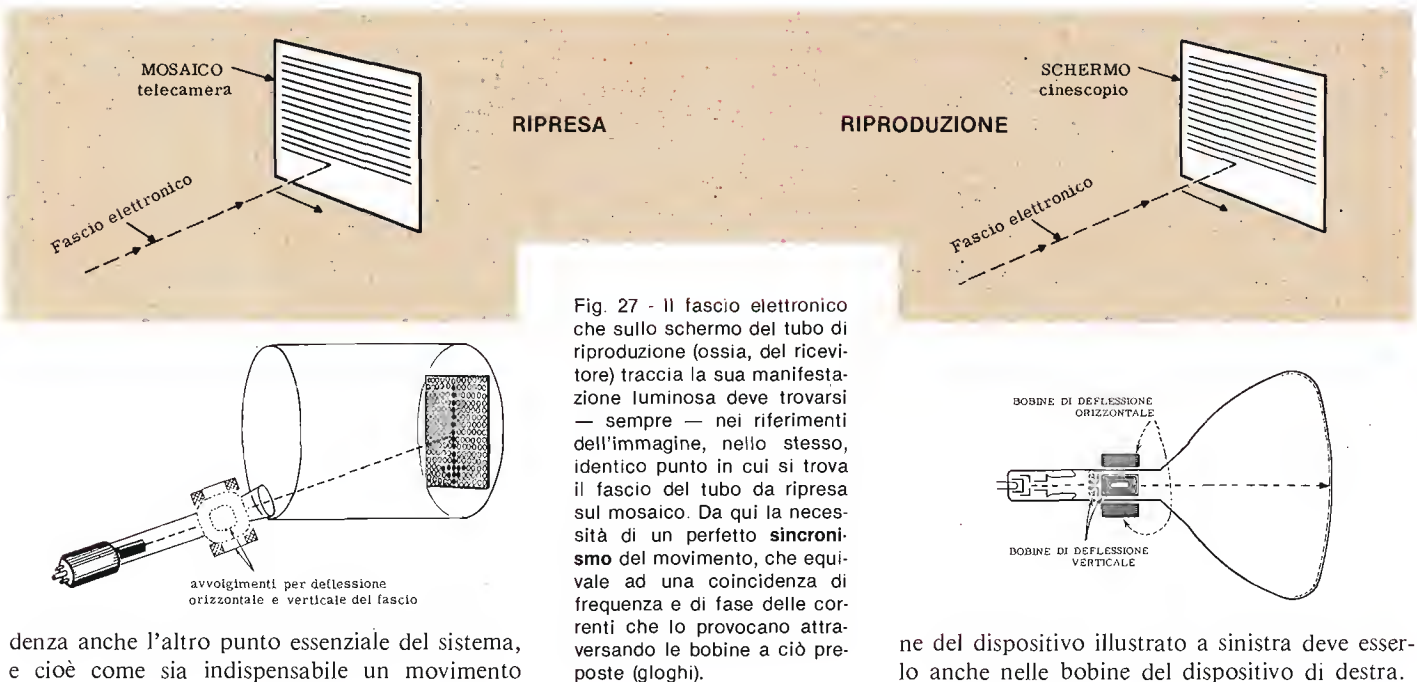 MOSAICO
telecamera
RIPRESA
Fascio elettronico
SCHERMO
cinescopio
RIPRODUZIONE
Fascio elettronico
avvolgimenti per deflessione
orizzontale e verticale del fascio
Fig. 27 - Il fascio elettronico
che sullo schermo del tubo di
riproduzione (ossia, del ricevi-
tore) traccia la sua manifesta-
zione luminosa deve trovarsi
— sempre — nei riferimenti
dell'immagine, nello stesso,
identico punto in cui si trova
il fascio del tubo da ripresa
sul mosaico. Da qui la neces-
sità di un perfetto sincroni-
smo del movimento, che equi-
vale ad una coincidenza di
frequenza e di fase delle cor-
renti che lo provocano attra-
versando le bobine a ciò pre-
poste (gloghi).
BOBINE DI DEFLESSIONE
ORIZZONTALE
BOBINE DI DEFLESSIONE
VERTICALE
denza anche l'altro punto essenziale del sistema,
e cioè come sia indispensabile un movimento
ne del dispositivo illustrato a sinistra deve esser-
lo anche nelle bobine del dispositivo di destra.